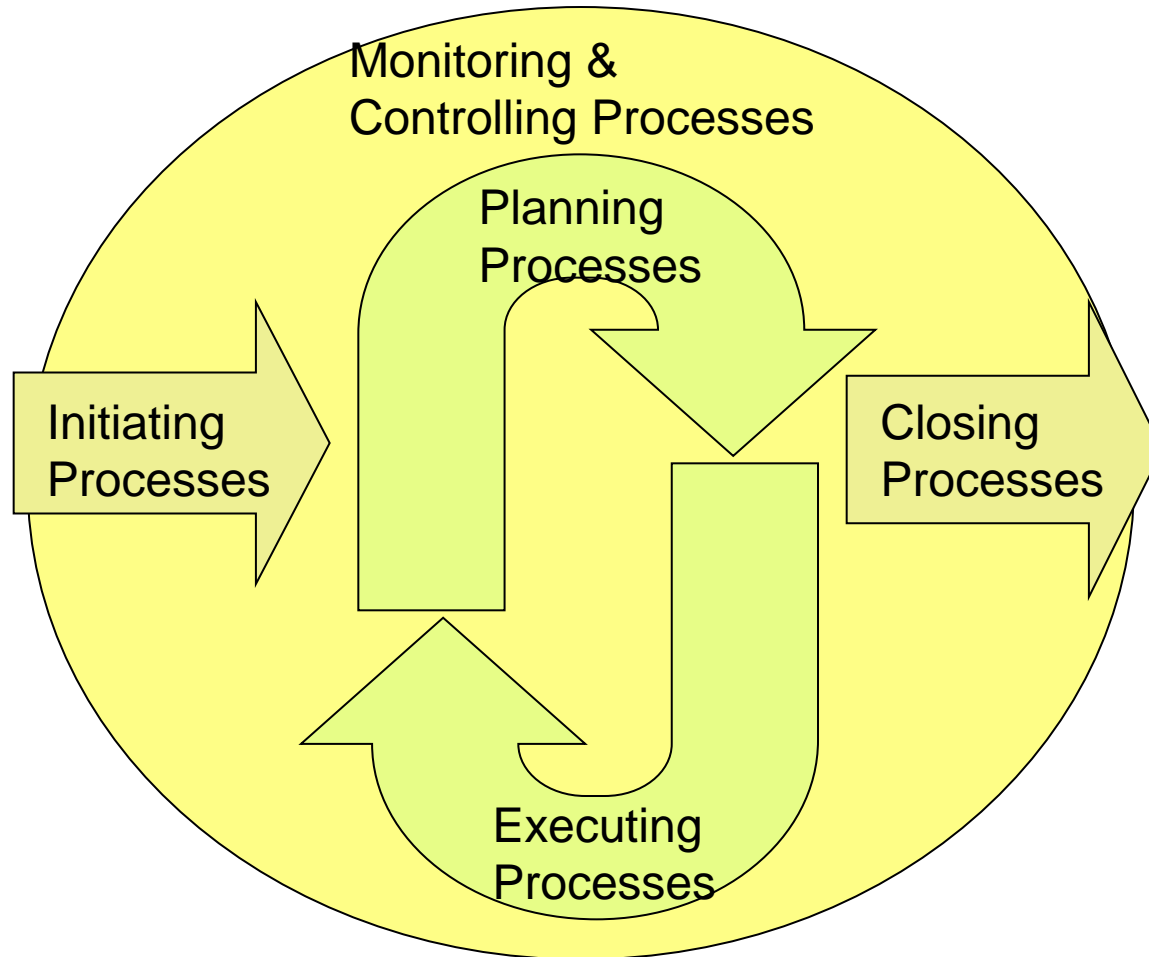 Monitoring &
Controlling Processes
Planning
Processes
Initiating
Processes
Closing
Processes
Executing
Processes